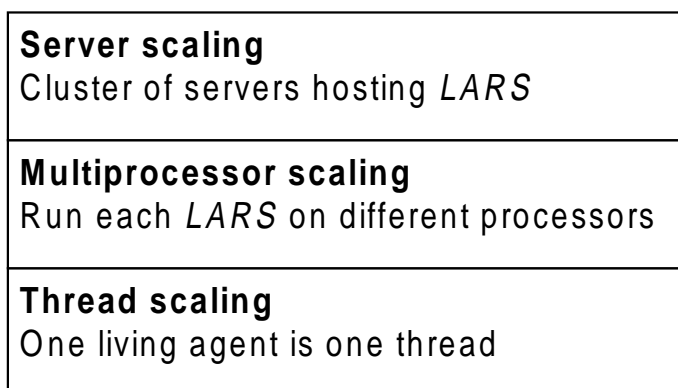 Server scaling
Cluster of servers hosting LARS
Multiprocessor scaling
Run each LARS on different processors
Thread scaling
One living agent is one thread